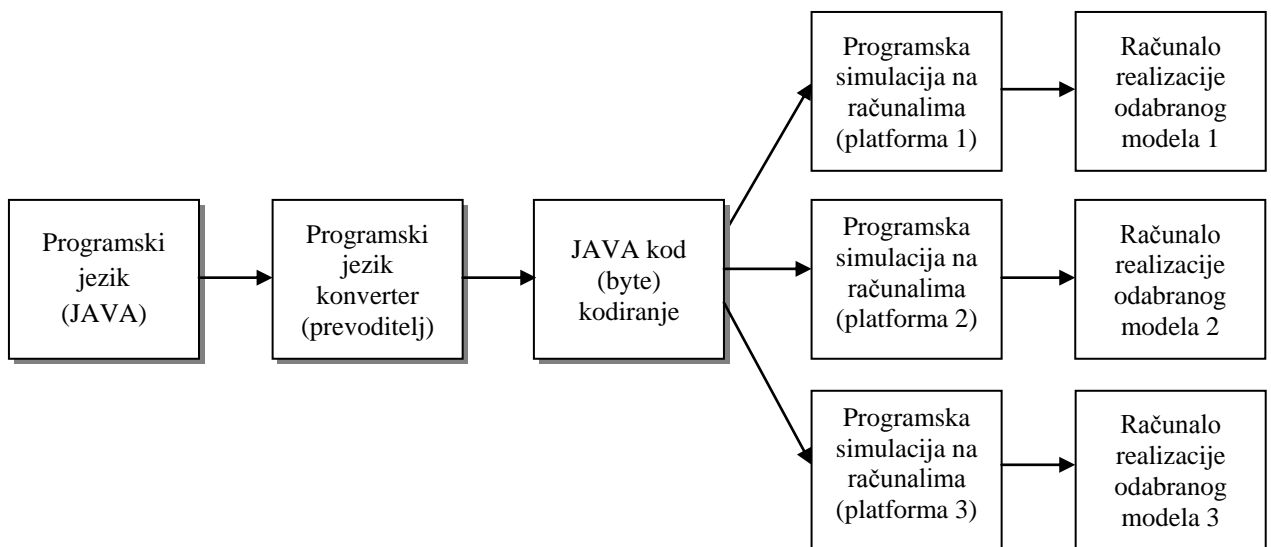 Programski
jezik
(JAVA)
Programski
jezik
konverter
(prevoditelj)
JAVA kod
(byte)
kodiranje
Programska
simulacija na
računalima
(platforma 1)
Računalo
realizacije
odabranog
modela 1
Programska
simulacija na
računalima
(platforma 2)
Računalo
realizacije
odabranog
modela 2
Programska
simulacija na
računalima
(platforma 3)
Računalo
realizacije
odabranog
modela 3